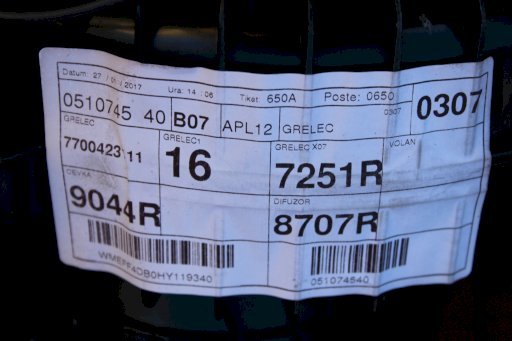 Datum: 27 / 01 / 2017 Ura: 14 : 06 Tiket: 650A Poste: 0650
0510745 40 B07 APL12 GRELEC 0307 0307
GRELEC GRELEC1 GRELEC X07 VOLAN
7700423 11 16 7251R
CEVKA DIFUZOR
9044R 8707R
051074540